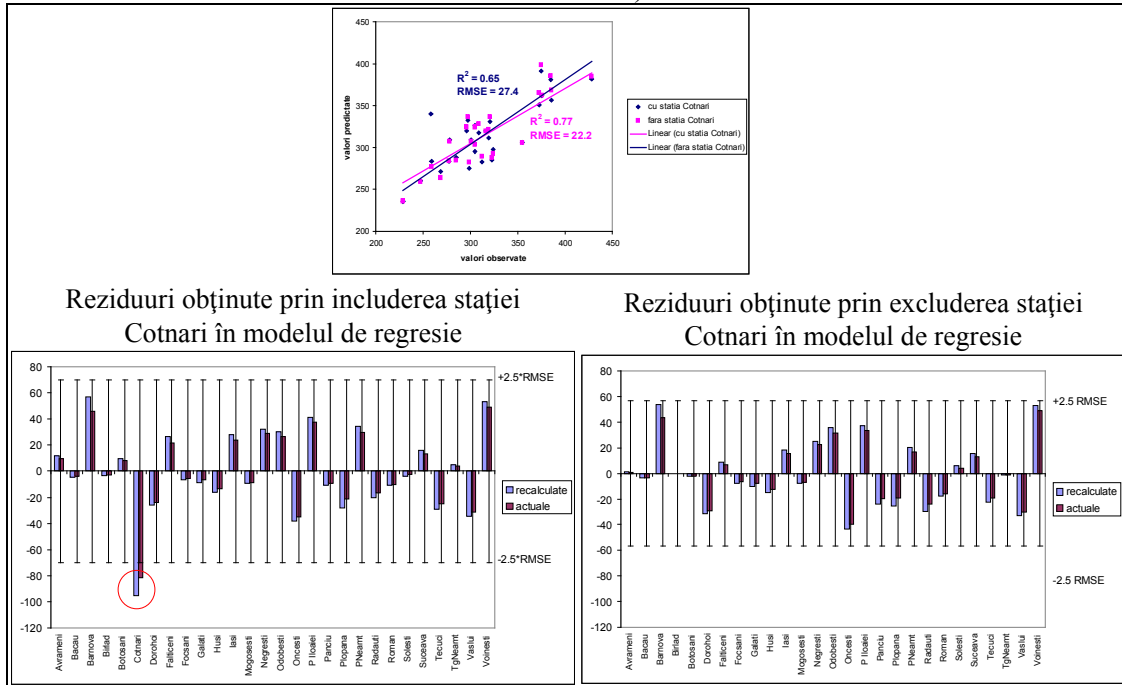 450
400
350
300
250
200
200
250
300
350
400
450
valori predictate
valori observate
R² = 0.65
RMSE = 27.4
R² = 0.77
RMSE = 22.2
cu statia Cotnari
fara statia Cotnari
Linear (cu statia Cotnari)
Linear (fara statia Cotnari)
Reziduuri obţinute prin includerea staţiei
Cotnari în modelul de regresie
80
60
40
20
0
-20
-40
-60
-80
-100
-120
+2.5*RMSE
-2.5*RMSE
recalculate
actuale
Avrameni
Bacau
Barnova
Birlad
Botosani
Cotnari
Dorohoi
Falticeni
Focsani
Galati
Husi
Iasi
Mogosesti
Negresti
Odobesti
Oncesti
P Iloaiei
Panciu
Plopana
PNeamt
Radauti
Roman
Solesti
Suceava
Tecuci
TgNeamt
Vaslui
Voinesti
Reziduuri obţinute prin excluderea staţiei
Cotnari în modelul de regresie
80
60
40
20
0
-20
-40
-60
-80
-100
-120
+2.5 RMSE
-2.5 RMSE
recalculate
actuale
Avrameni
Bacau
Barnova
Birlad
Botosani
Dorohoi
Falticeni
Focsani
Galati
Husi
Iasi
Mogosesti
Negresti
Odobesti
Oncesti
P Iloaiei
Panciu
Plopana
PNeamt
Radauti
Roman
Solesti
Suceava
Tecuci
TgNeamt
Vaslui
Voinesti